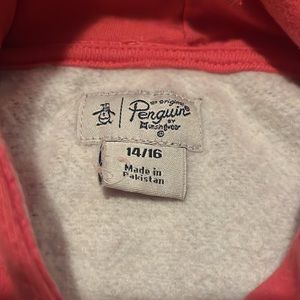 an original
Penguin
BY
Munsingwear
®
14/16
Made in
Pakistan